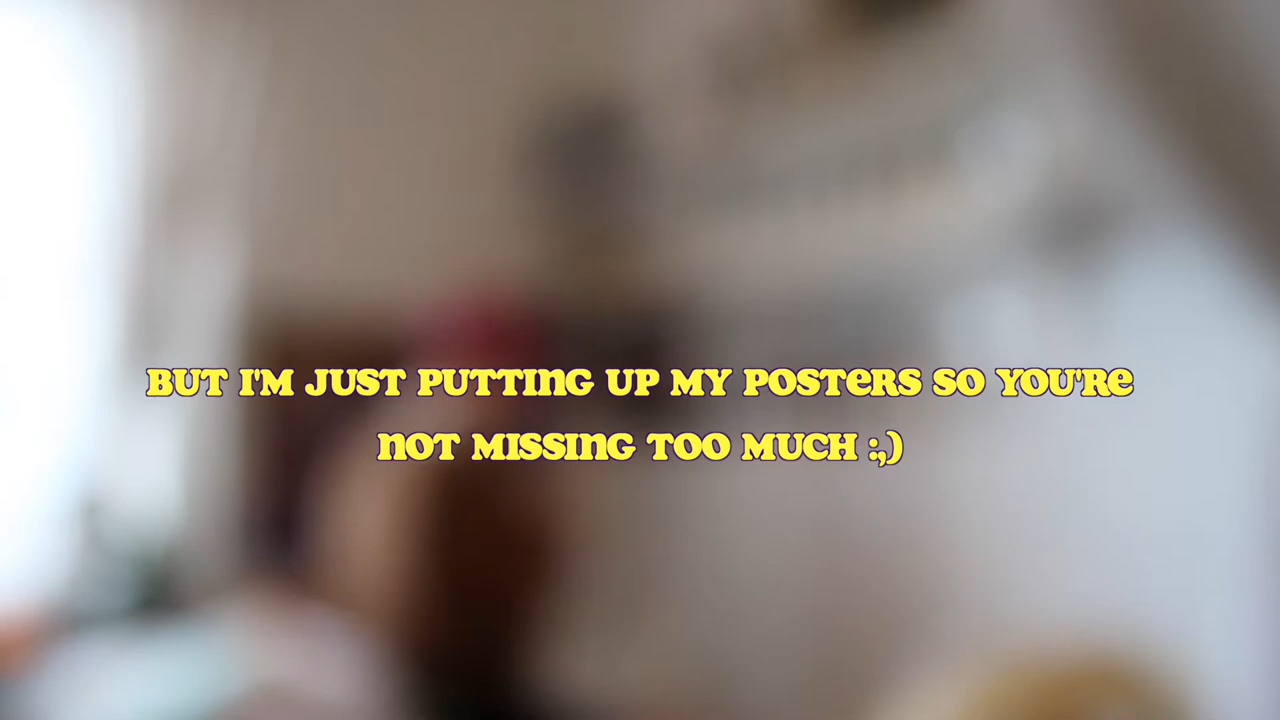 BUT I'M JUST PUTTING UP MY POSTERS SO YOU'RE
NOT MISSING TOO MUCH :,)